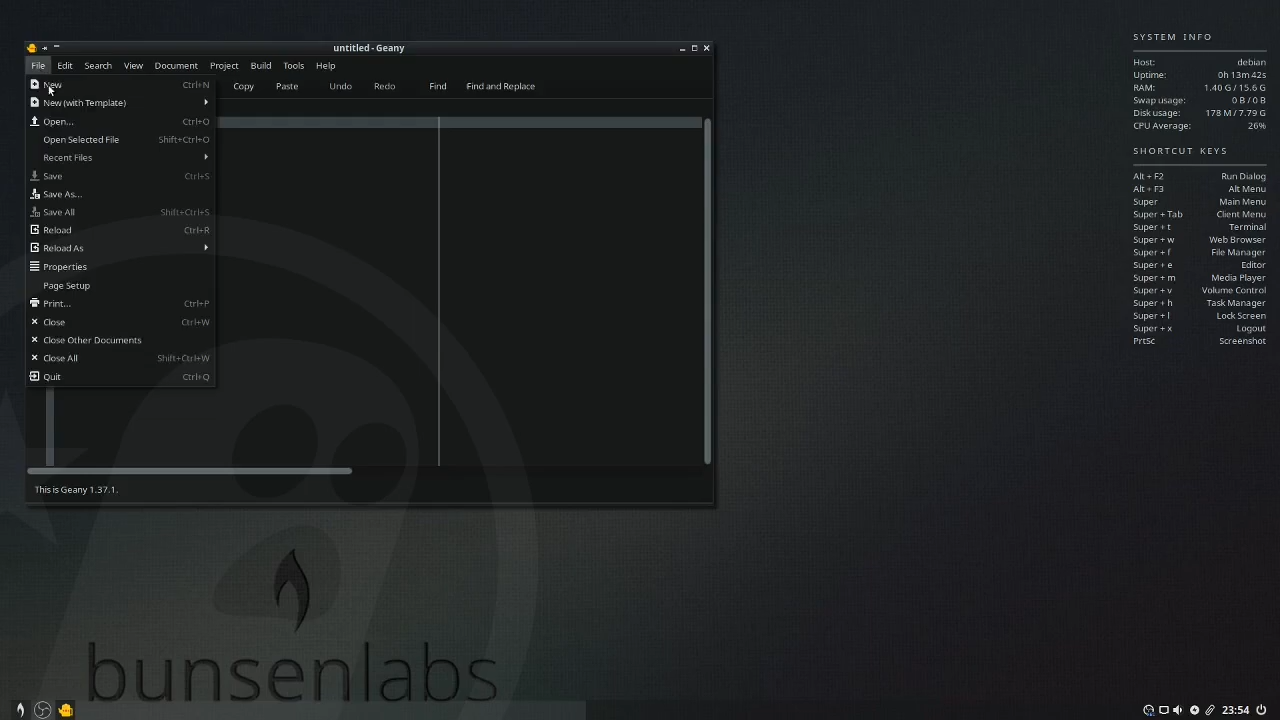 untitled - Geany
File Edit Search View Document Project Build Tools Help
Copy Paste Undo Redo Find Find and Replace
New Ctrl+N
New (with Template)
Open... Ctrl+O
Open Selected File Shift+Ctrl+O
Recent Files
Save Ctrl+S
Save As...
Save All Shift+Ctrl+S
Reload Ctrl+R
Reload As
Properties
Page Setup
Print... Ctrl+P
Close Ctrl+W
Close Other Documents
Close All Shift+Ctrl+W
Quit Ctrl+Q
This is Geany 1.37.1.
bunsenlabs
SYSTEM INFO
Host: debian
Uptime: 0h 13m 42s
RAM: 1.40 G / 15.6 G
Swap usage: 0 B / 0 B
Disk usage: 178 M / 7.79 G
CPU Average: 26%
SHORTCUT KEYS
Alt + F2 Run Dialog
Alt + F3 Alt Menu
Super Main Menu
Super + Tab Client Menu
Super + t Terminal
Super + w Web Browser
Super + f File Manager
Super + e Editor
Super + m Media Player
Super + v Volume Control
Super + h Task Manager
Super + l Lock Screen
Super + x Logout
PrtSc Screenshot
23:54